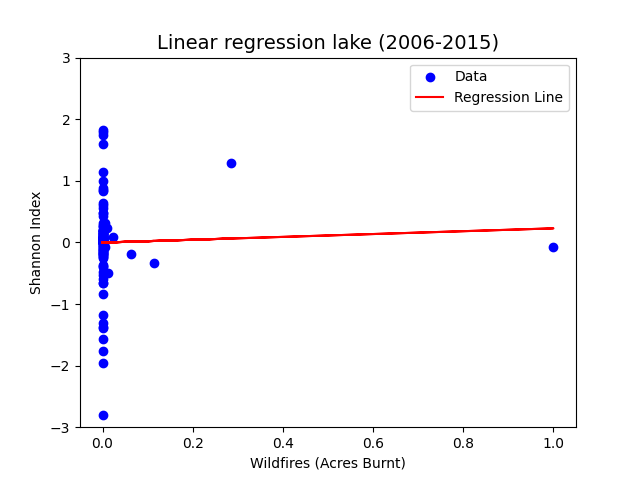 Linear regression lake (2006-2015)
Data
Regression Line
Shannon Index
3
2
1
0
−1
−2
−3
0.0 0.2 0.4 0.6 0.8 1.0
Wildfires (Acres Burnt)